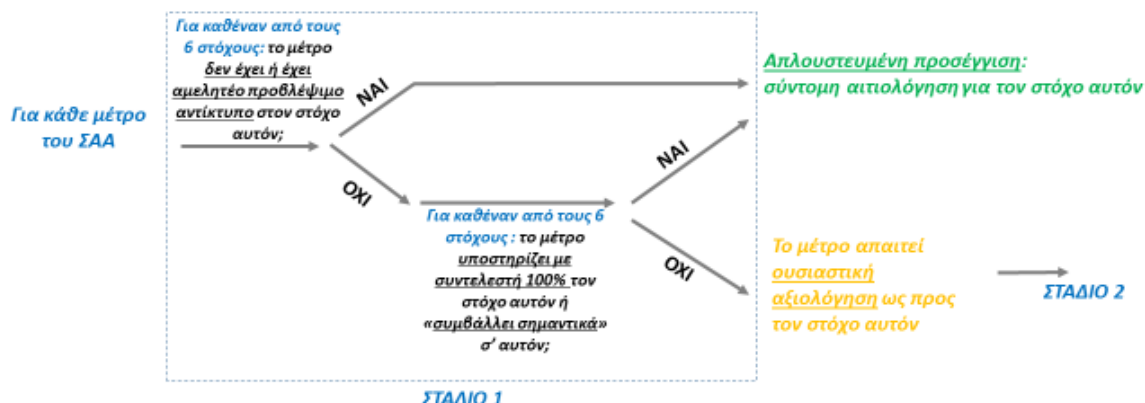 Για κάθε μέτρο
του ΣΑΑ
Για καθέναν από τους
6 στόχους: το μέτρο
δεν έχει ή έχει
αμελητέο προβλέψιμο
αντίκτυπο στον στόχο
αυτόν;
ΝΑΙ
ΟΧΙ
Απλουστευμένη προσέγγιση:
σύντομη αιτιολόγηση για τον στόχο αυτόν
Για καθέναν από τους 6
στόχους : το μέτρο
υποστηρίζει με
συντελεστή 100% τον
στόχο αυτόν ή
«συμβάλλει σημαντικά»
σ' αυτόν;
ΝΑΙ
ΟΧΙ
Το μέτρο απαιτεί
ουσιαστική
αξιολόγηση ως προς
τον στόχο αυτόν
ΣΤΑΔΙΟ 2
ΣΤΑΔΙΟ 1